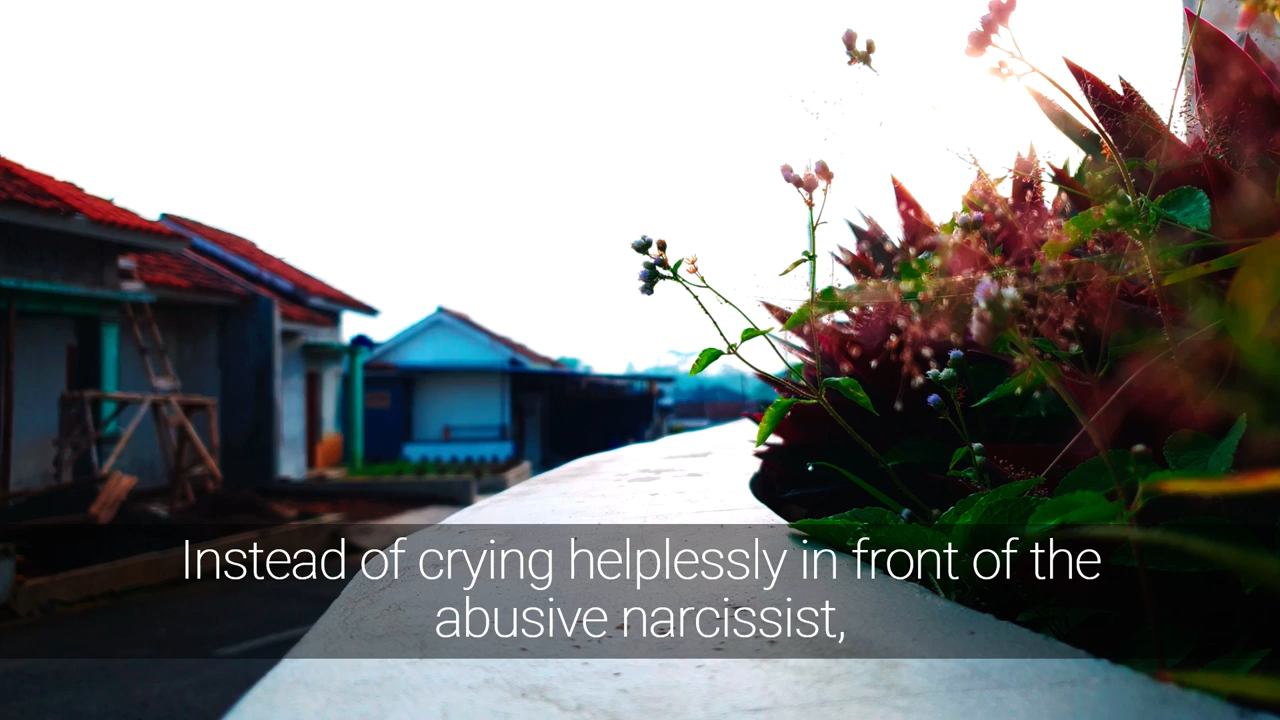 Instead of crying helplessly in front of the
abusive narcissist,